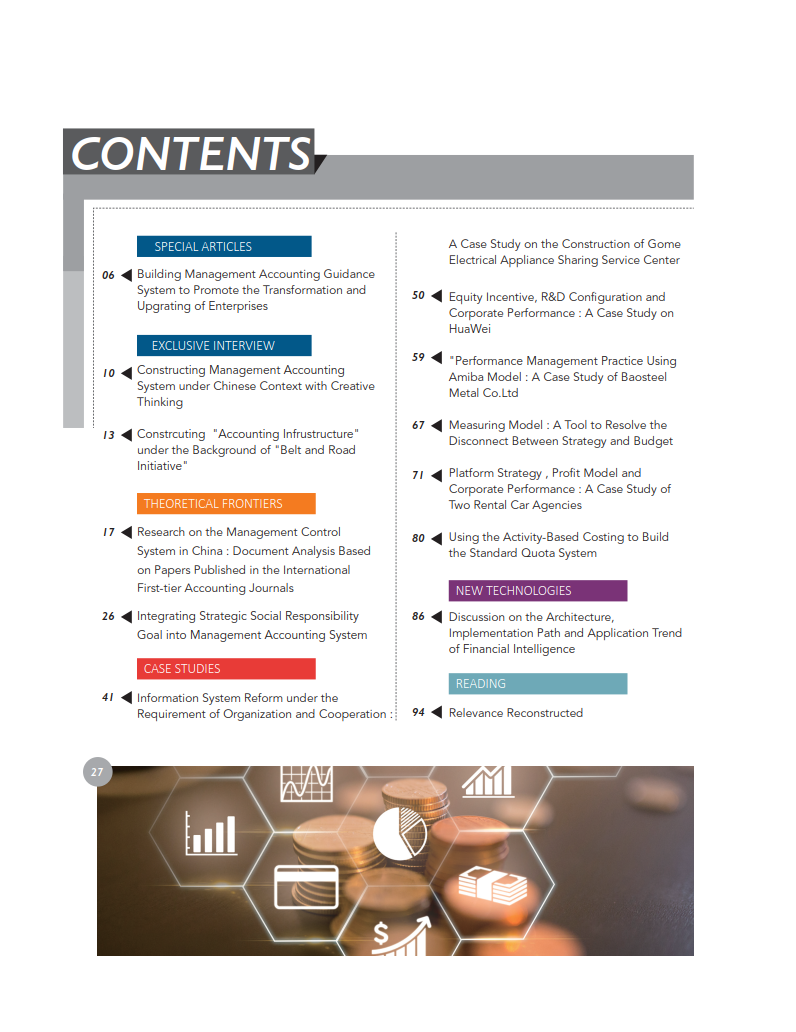 CONTENTS
SPECIAL ARTICLES
06 Building Management Accounting Guidance
System to Promote the Transformation and
Upgrating of Enterprises
EXCLUSIVE INTERVIEW
10 Constructing Management Accounting
System under Chinese Context with Creative
Thinking
13 Constrcuting "Accounting Infrustructure"
under the Background of "Belt and Road
Initiative"
THEORETICAL FRONTIERS
17 Research on the Management Control
System in China : Document Analysis Based
on Papers Published in the International
First-tier Accounting Journals
26 Integrating Strategic Social Responsibility
Goal into Management Accounting System
CASE STUDIES
41 Information System Reform under the
Requirement of Organization and Cooperation :
A Case Study on the Construction of Gome
Electrical Appliance Sharing Service Center
50 Equity Incentive, R&D Configuration and
Corporate Performance : A Case Study on
HuaWei
59 "Performance Management Practice Using
Amiba Model : A Case Study of Baosteel
Metal Co.Ltd
67 Measuring Model : A Tool to Resolve the
Disconnect Between Strategy and Budget
71 Platform Strategy , Profit Model and
Corporate Performance : A Case Study of
Two Rental Car Agencies
80 Using the Activity-Based Costing to Build
the Standard Quota System
NEW TECHNOLOGIES
86 Discussion on the Architecture,
Implementation Path and Application Trend
of Financial Intelligence
READING
94 Relevance Reconstructed
27
$